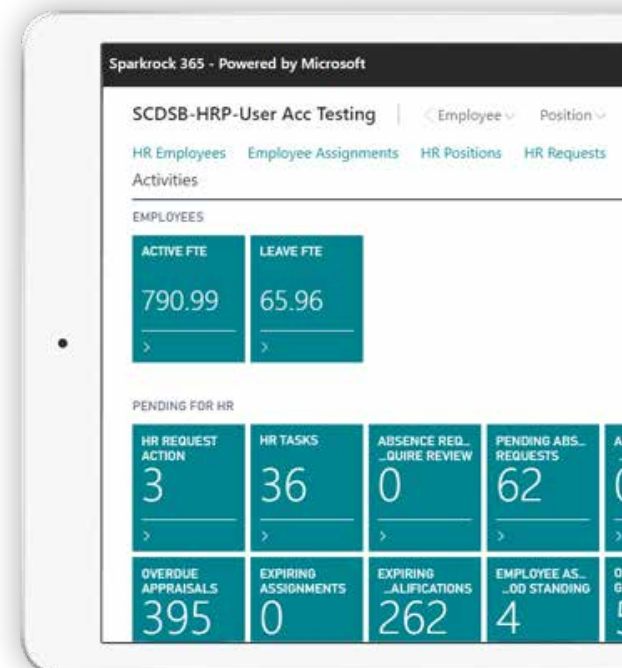 Sparkrock 365 - Powered by Microsoft
SCDSB-HRP-User Acc Testing
Employee
Position
HR Employees
Employee Assignments
HR Positions
HR Requests
Activities
EMPLOYEES
ACTIVE FTE
790.99
LEAVE FTE
65.96
PENDING FOR HR
HR REQUEST
ACTION
3
HR TASKS
36
ABSENCE REQ...
...QUIRE REVIEW
0
PENDING ABS...
REQUESTS
62
OVERDUE
APPRAISALS
395
EXPIRING
ASSIGNMENTS
0
EXPIRING
...ALIFICATIONS
262
EMPLOYEE AS...
...OD STANDING
4